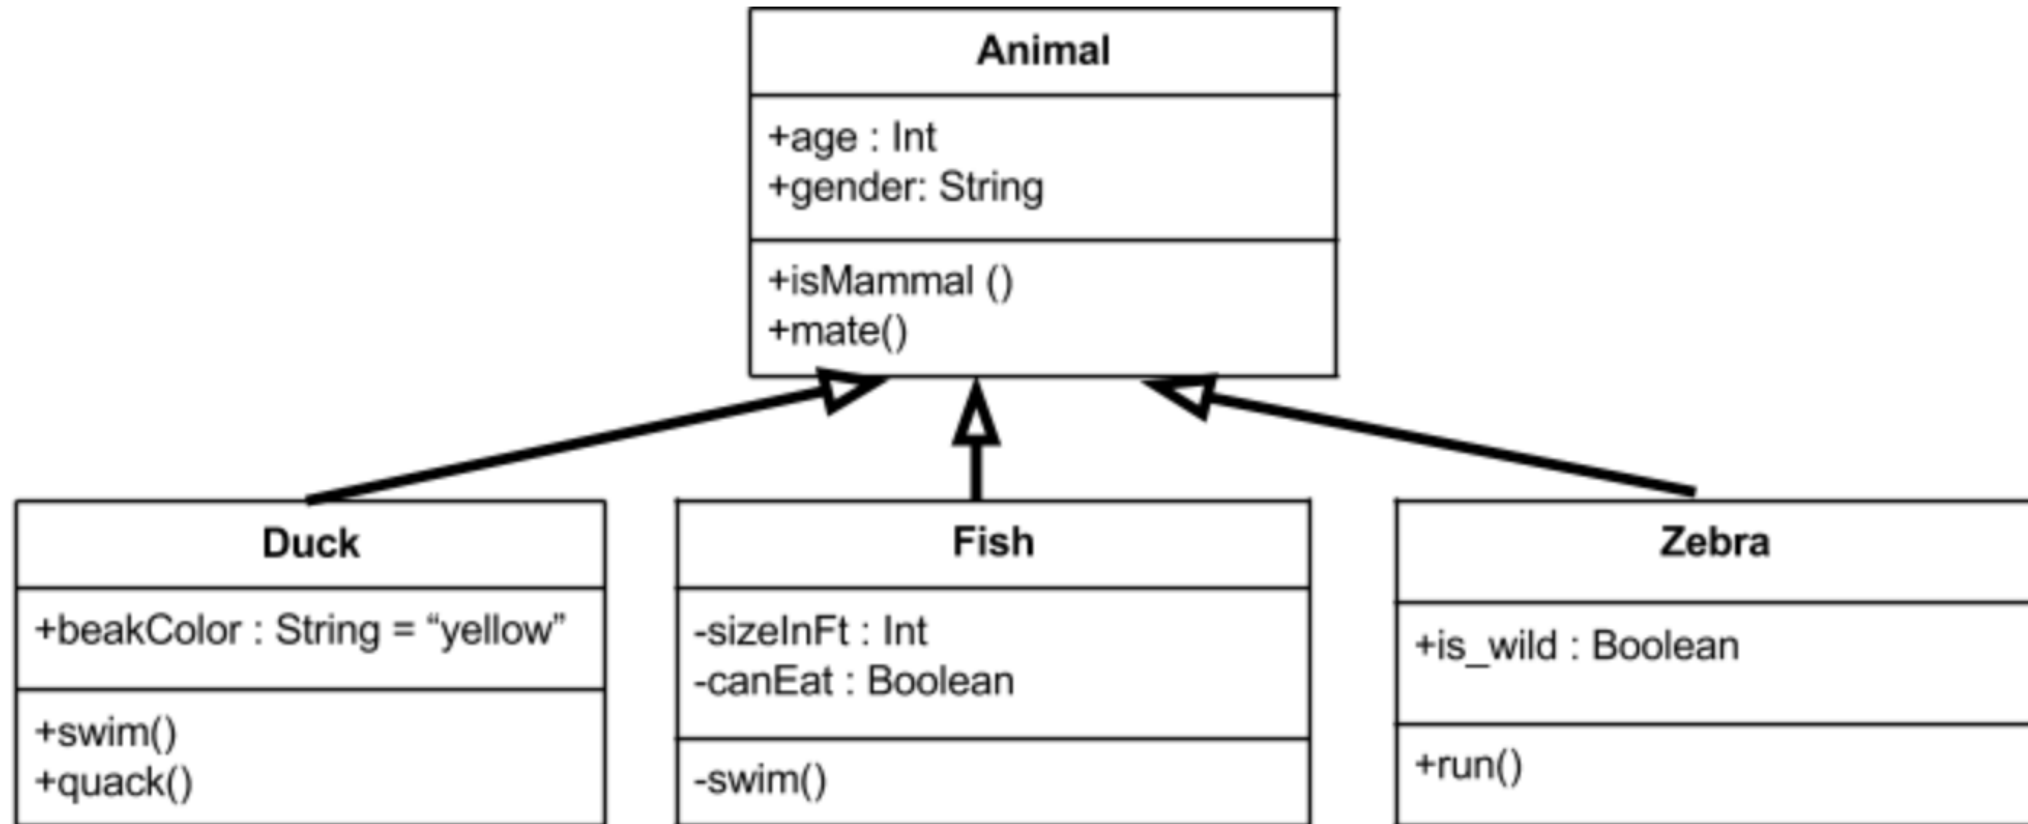 Animal
+age : Int
+gender: String
+isMammal ()
+mate()
Duck
+beakColor : String = “yellow”
+swim()
+quack()
Fish
-sizeInFt : Int
-canEat : Boolean
-swim()
Zebra
+is_wild : Boolean
+run()